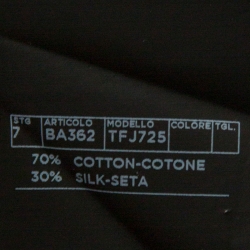 STG ARTICOLO MODELLO COLORE TGL.
7 BA362 TFJ725
70% COTTON-COTONE
30% SILK-SETA